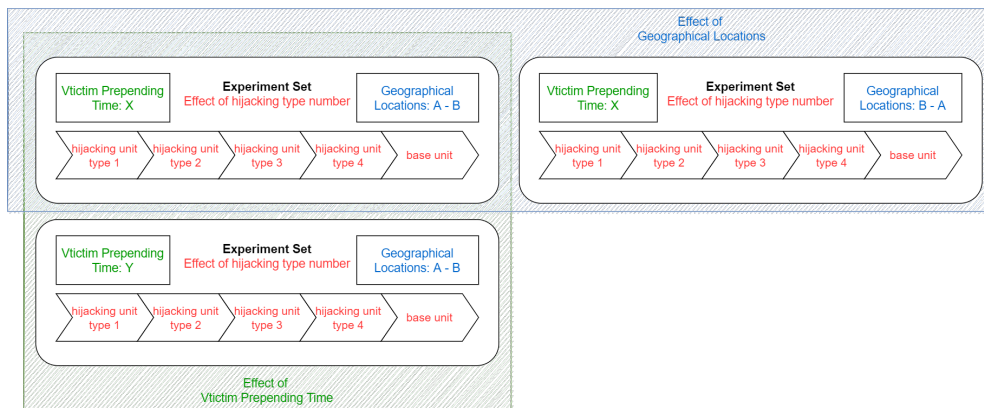 Effect of
Geographical Locations
Vtictim Prepending
Time: X
Experiment Set
Effect of hijacking type number
Geographical
Locations: A - B
hijacking unit
type 1
hijacking unit
type 2
hijacking unit
type 3
hijacking unit
type 4
base unit
Vtictim Prepending
Time: X
Experiment Set
Effect of hijacking type number
Geographical
Locations: B - A
hijacking unit
type 1
hijacking unit
type 2
hijacking unit
type 3
hijacking unit
type 4
base unit
Vtictim Prepending
Time: Y
Experiment Set
Effect of hijacking type number
Geographical
Locations: A - B
hijacking unit
type 1
hijacking unit
type 2
hijacking unit
type 3
hijacking unit
type 4
base unit
Effect of
Vtictim Prepending Time